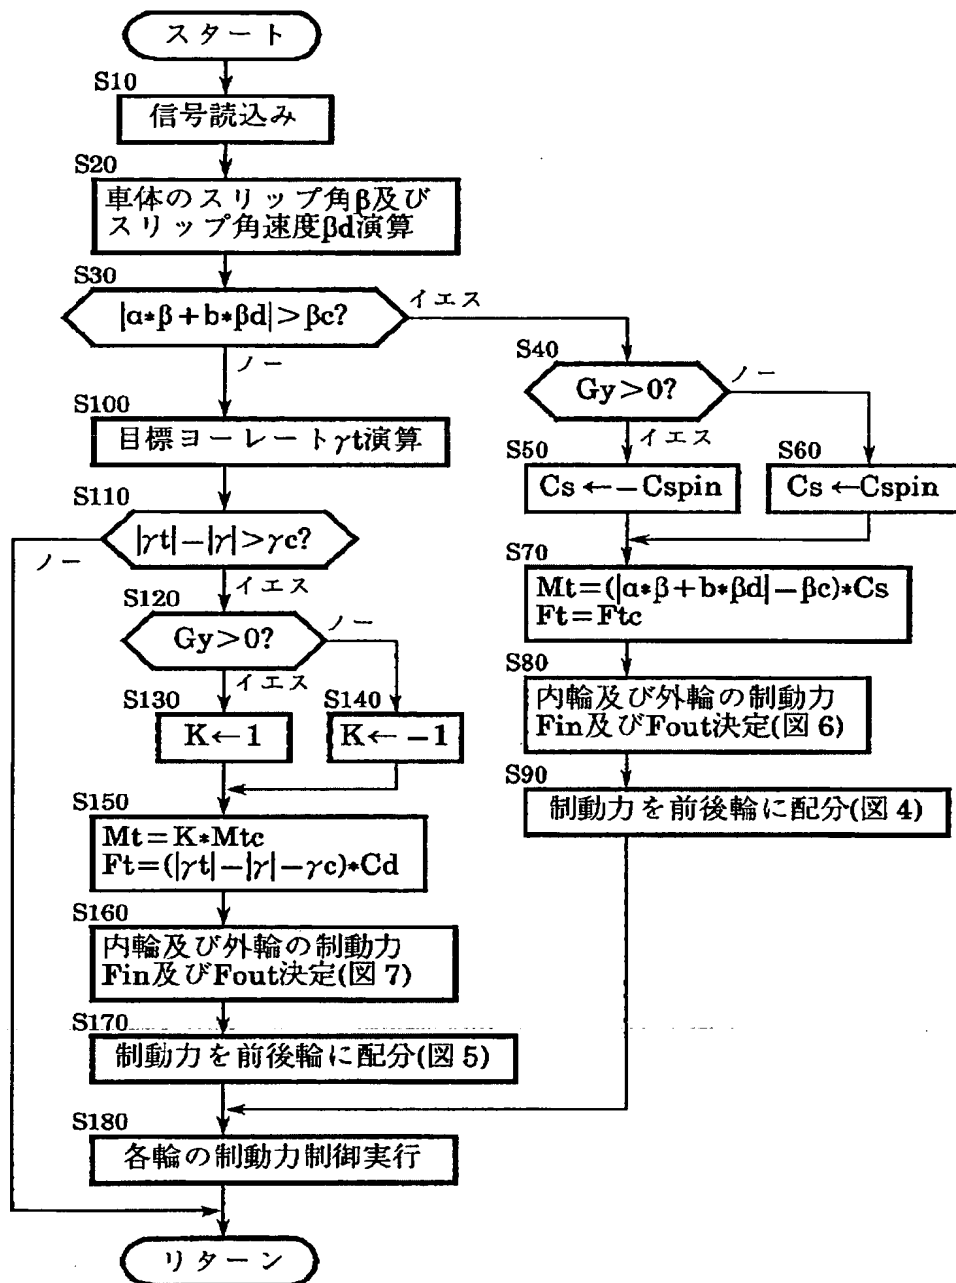 スタート
S10
信号読込み
S20
車体のスリップ角β及び
スリップ角速度βd演算
S30
|a*β+b*βd|>βc?
イエス
ノー
S40
Gy>0?
ノー
イエス
S50
Cs←-Cspin
S60
Cs←Cspin
S70
Mt=(|a*β+b*βd|-βc)*Cs
Ft=Ftc
S80
内輪及び外輪の制動力
Fin及びFout決定(図6)
S90
制動力を前後輪に配分(図4)
S100
目標ヨーレートγt演算
S110
|γt|-|γ|>γc?
ノー
イエス
S120
Gy>0?
ノー
イエス
S130
K←1
S140
K←-1
S150
Mt=K*Mtc
Ft=(|γt|-|γ|-γc)*Cd
S160
内輪及び外輪の制動力
Fin及びFout決定(図7)
S170
制動力を前後輪に配分(図5)
S180
各輪の制動力制御実行
リターン